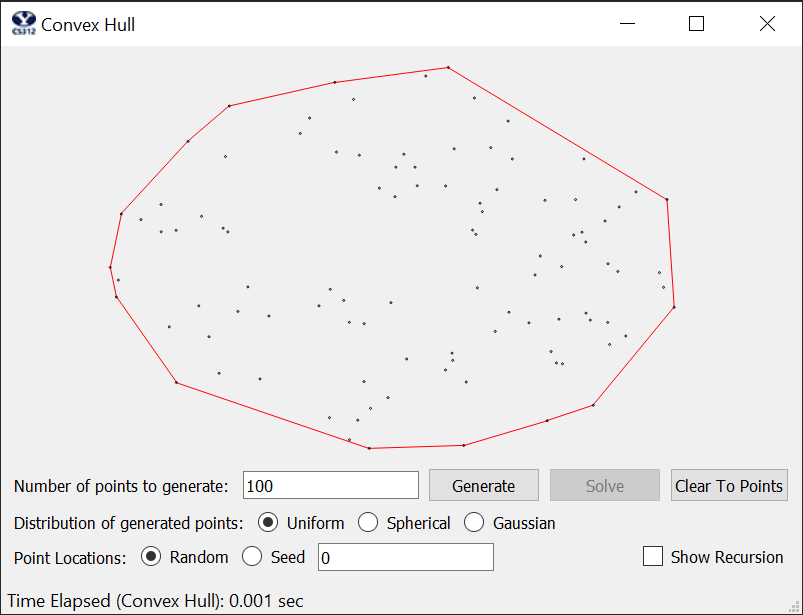 CS312 Convex Hull
Number of points to generate: 100 Generate Solve Clear To Points
Distribution of generated points: Uniform Spherical Gaussian
Point Locations: Random Seed 0 Show Recursion
Time Elapsed (Convex Hull): 0.001 sec